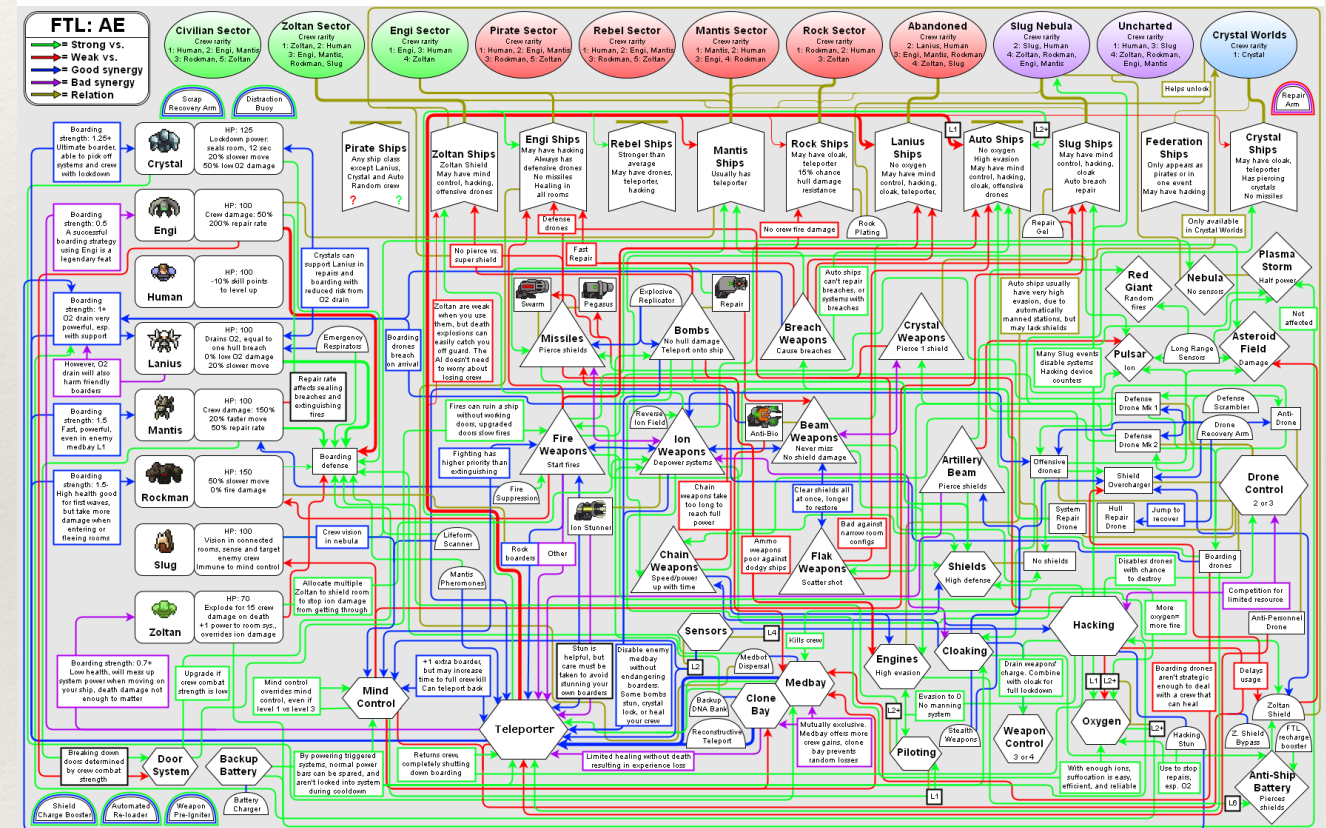 FTL: AE
= Strong vs.
= Weak vs.
= Good synergy
= Bad synergy
= Relation
Civilian Sector
Crew rarity
1: Human, 2: Engi, Mantis
3: Rockman, 5: Zoltan
Zoltan Sector
Crew rarity
1: Zoltan, 2: Human
3: Engi, Mantis,
Rockman, Slug
Engi Sector
Crew rarity
1: Engi, 3: Human
4: Zoltan
Pirate Sector
Crew rarity
1: Human, 2: Engi, Mantis
3: Rockman, 5: Zoltan
Rebel Sector
Crew rarity
1: Human, 2: Engi, Mantis
3: Rockman, 5: Zoltan
Mantis Sector
Crew rarity
1: Mantis, 2: Human
3: Engi, 4: Rockman
Rock Sector
Crew rarity
1: Rockman, 2: Human
3: Zoltan
Abandoned
Crew rarity
2: Lanius, Human
3: Engi, Mantis, Rockman
4: Zoltan, Slug
Slug Nebula
Crew rarity
2: Slug, Human
4: Zoltan, Rockman,
Engi, Mantis
Uncharted
Crew rarity
1: Human, 3: Slug
4: Zoltan, Rockman,
Engi, Mantis
Crystal Worlds
Crew rarity
1: Crystal
Helps unlock
Scrap
Recovery Arm
Distraction
Buoy
Repair
Arm
Pirate Ships
Any ship class
except Lanius,
Crystal and Auto
Random crew
?
?
Zoltan Ships
Zoltan Shield
May have mind
control, hacking,
offensive drones
Engi Ships
May have hacking
Always has
defensive drones
No missiles
Healing in
all rooms
Rebel Ships
Stronger than
average
May have drones,
teleporter,
hacking
Mantis
Ships
Usually has
teleporter
Rock Ships
May have cloak,
teleporter
15% chance
hull damage
resistance
Lanius
Ships
No oxygen
May have mind
control, hacking,
cloak, teleporter,
L1
Auto Ships
No oxygen
High evasion
May have mind
control, hacking,
cloak, offensive
drones
L2+
Slug Ships
May have mind
control, hacking,
cloak
Auto breach
repair
Federation
Ships
Only appears as
pirates or in
one event
May have hacking
Crystal
Ships
May have cloak,
teleporter
Has piercing
crystals
No missiles
Boarding
strength: 1.25+
Ultimate boarder,
able to pick off
systems and crew
with lockdown
Crystal
HP: 125
Lockdown power:
seals room, 12 sec
20% slower move
50% low O2 damage
Boarding
strength: 0.5
A successful
boarding strategy
using Engi is a
legendary feat
Engi
HP: 100
Crew damage: 50%
200% repair rate
Human
HP: 100
-10% skill points
to level up
Crystals can
support Lanius in
repairs and
boarding with
reduced risk from
O2 drain
Boarding
strength: 1+
O2 drain very
powerful, esp.
with support
Lanius
HP: 100
Drains O2, equal to
one hull breach
0% low O2 damage
20% slower move
However, O2
drain will also
harm friendly
boarders
Emergency
Respirators
Repair rate
affects sealing
breaches and
extinguishing
fires
Boarding
strength: 1.5
Fast, powerful,
even in enemy
medbay L1
Mantis
HP: 100
Crew damage: 150%
20% faster move
50% repair rate
Boarding
defense
Boarding
strength: 1.5-
High health good
for first waves,
but take more
damage when
entering or
fleeing rooms
Rockman
HP: 150
50% slower move
0% fire damage
Slug
HP: 100
Vision in connected
rooms, sense and target
enemy crew
Immune to mind control
Crew vision
in nebula
Lifeform
Scanner
Mantis
Pheromones
Zoltan
HP: 70
Explode for 15 crew
damage on death
+1 power to room sys.,
overrides ion damage
Allocate multiple
Zoltan to shield room
to stop ion damage
from getting through
Boarding strength: 0.7+
Low health, will mess up
system power when moving on
your ship, death damage not
enough to matter
Upgrade if
crew combat
strength is low
Mind control
overrides mind
control, even if
level 1 vs level 3
Mind
Control
+1 extra boarder,
but may increase
time to full crewkill
Can teleport back
Breaking down
doors determined
by crew combat
strength
Door
System
Backup
Battery
Battery
Charger
By powering triggered
systems, normal power
bars can be spared, and
aren't locked into system
during cooldown
Returns crew,
completely shutting
down boarding
Limited healing without death
resulting in experience loss
Shield
Charge Booster
Automated
Re-loader
Weapon
Pre-Igniter
No pierce vs.
super shield
Defense
drones
Fast
Repair
No crew fire damage
Rock
Plating
Repair
Gel
Only available
in Crystal Worlds
Zoltan are weak
when you use
them, but death
explosions can
easily catch you
off guard. The
AI doesn't need
to worry about
losing crew
Boarding
drones
breach
on arrival
Swarm
Pegasus
Explosive
Replicator
Repair
Missiles
Pierce shields
Bombs
No hull damage
Teleport onto ship
Breach
Weapons
Cause breaches
Auto ships
can't repair
breaches, or
systems with
breaches
Crystal
Weapons
Pierce 1 shield
Auto ships usually
have very high
evasion, due to
automatically
manned stations, but
may lack shields
Red
Giant
Random
fires
Nebula
No sensors
Plasma
Storm
Half power
Not
affected
Many Slug events
disable systems
Hacking device
counters
Pulsar
Ion
Long Range
Sensors
Asteroid
Field
Damage
Fires can ruin a ship
without working
doors, upgraded
doors slow fires
Fighting has
higher priority than
extinguishing
Fire
Weapons
Start fires
Fire
Suppression
Reverse
Ion Field
Ion
Weapons
Depower systems
Ion Stunner
Anti-Bio
Beam
Weapons
Never miss
No shield damage
Artillery
Beam
Pierce shields
Defense
Drone Mk 1
Defense
Drone Mk 2
Defense
Scrambler
Drone
Recovery Arm
Anti-
Drone
Offensive
drones
Shield
Overcharger
Drone
Control
2 or 3
System
Repair
Drone
Hull
Repair
Drone
Jump to
recover
Rock
boarders
Other
Chain
weapons take
too long to
reach full
power
Clear shields all
at once, longer
to restore
Bad against
narrow room
configs
Ammo
weapons
poor against
dodgy ships
Chain
Weapons
Speed/power
up with time
Flak
Weapons
Scatter shot
Shields
High defense
No shields
Disables drones
with chance
to destroy
Boarding
drones
Competition for
limited resource
More
oxygen=
more fire
Anti-Personnel
Drone
Hacking
Sensors
L4
L2
Kills crew
Stun is
helpful, but
care must be
taken to avoid
stunning your
own boarders
Disable enemy
medbay
without
endangering
boarders.
Some bombs
stun, crystal
lock, or heal
your crew
Medbot
Dispersal
Medbay
Clone
Bay
Backup
DNA Bank
Reconstructive
Teleport
Mutually exclusive.
Medbay offers more
crew gains, clone
bay prevents
random losses
Teleporter
Engines
High evasion
Cloaking
Evasion to 0
No manning
system
L2+
Piloting
L1
Stealth
Weapons
Drain weapons'
charge. Combine
with cloak for
full lockdown
Weapon
Control
3 or 4
L1
L2+
Oxygen
L2+
Hacking
Stun
Boarding drones
aren't strategic
enough to deal
with a crew that
can heal
Delays
usage
Zoltan
Shield
Z. Shield
Bypass
FTL
recharge
booster
With enough ions,
suffocation is easy,
efficient, and reliable
Use to stop
repairs,
esp. O2
L6
Anti-Ship
Battery
Pierces
shields